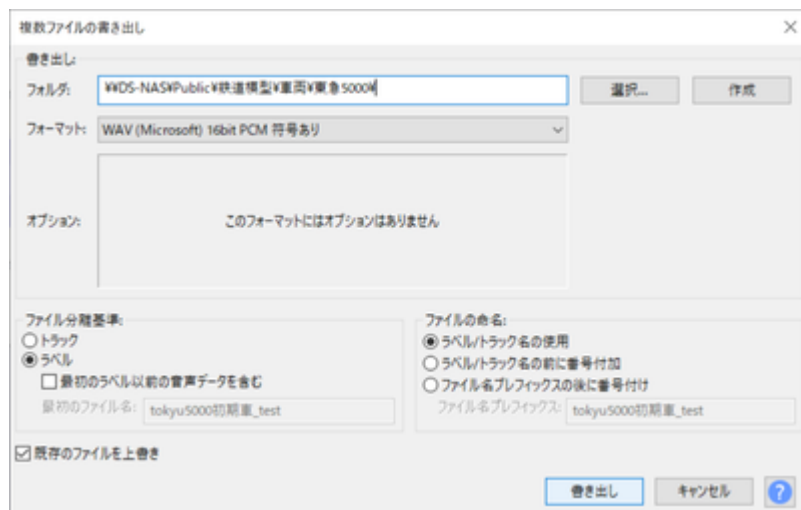 複数ファイルの書き出し
書き出し:
フォルダ: ¥¥DS-NAS¥Public¥鉄道模型¥車両¥東急5000¥ 選択... 作成
フォーマット: WAV (Microsoft) 16bit PCM 符号あり
オプション: このフォーマットにはオプションはありません
ファイル分離基準:
トラック
ラベル
最初のラベル以前の音声データを含む
最初のファイル名: tokyu5000初期車_test
ファイルの命名:
ラベル/トラック名の使用
ラベル/トラック名の前に番号付加
ファイル名プレフィックスの後に番号付け
ファイル名プレフィックス: tokyu5000初期車_test
既存のファイルを上書き
書き出し キャンセル ?